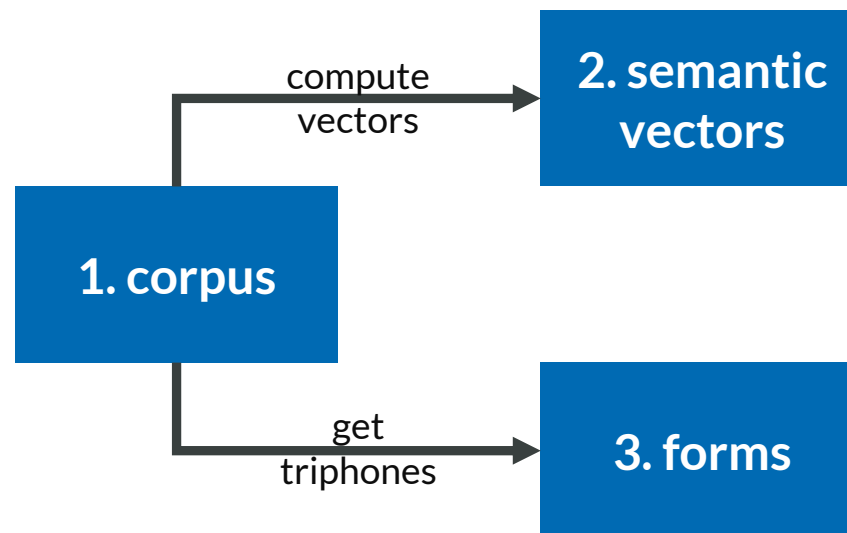 compute
vectors
2. semantic
vectors
1. corpus
get
triphones
3. forms